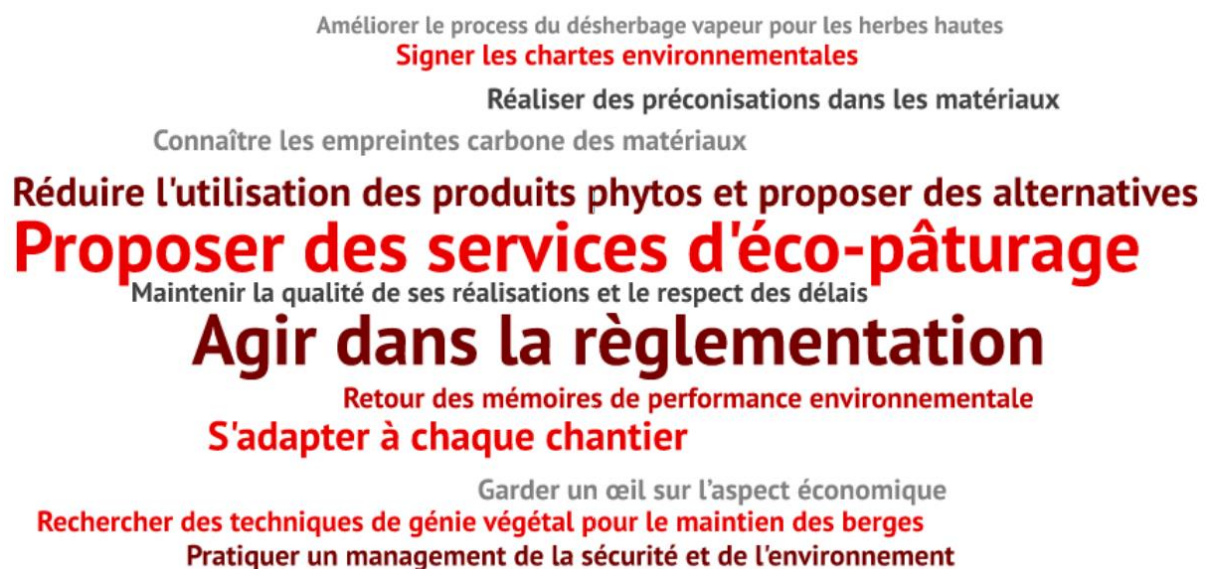 Améliorer le process du désherbage vapeur pour les herbes hautes
Signer les chartes environnementales
Réaliser des préconisations dans les matériaux
Connaître les empreintes carbone des matériaux
Réduire l'utilisation des produits phytos et proposer des alternatives
Proposer des services d'éco-pâturage
Maintenir la qualité de ses réalisations et le respect des délais
Agir dans la règlementation
Retour des mémoires de performance environnementale
S'adapter à chaque chantier
Garder un œil sur l’aspect économique
Rechercher des techniques de génie végétal pour le maintien des berges
Pratiquer un management de la sécurité et de l'environnement